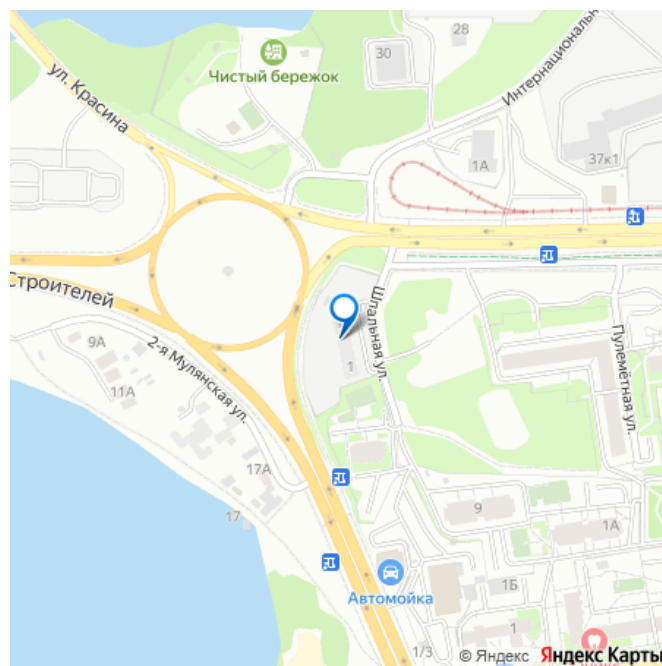 28
30
Чистый бережок
Интернациональн
ул. Красина
1А
37к1
Строителей
Шпальная ул.
9А
2-я Мулянская ул.
11А
1
Пулемётная ул.
17А
17
9
1А
1Б
Автомойка
1
1/3
© Яндекс Яндекс Карты